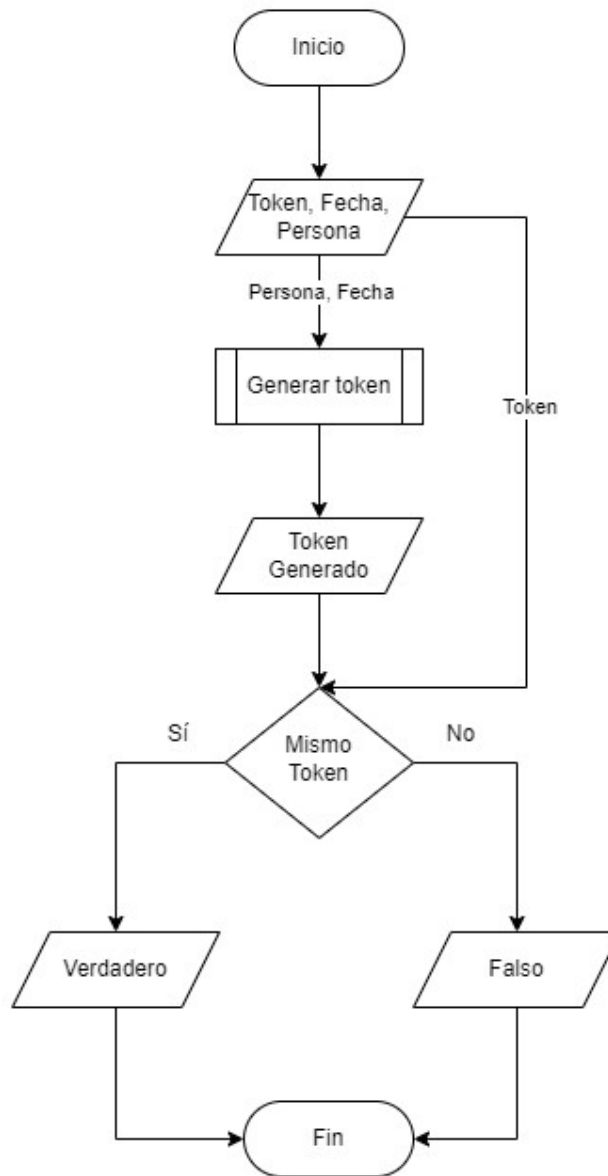 Inicio
Token, Fecha,
Persona
Persona, Fecha
Generar token
Token
Token
Generado
Sí
Mismo
Token
No
Verdadero
Falso
Fin